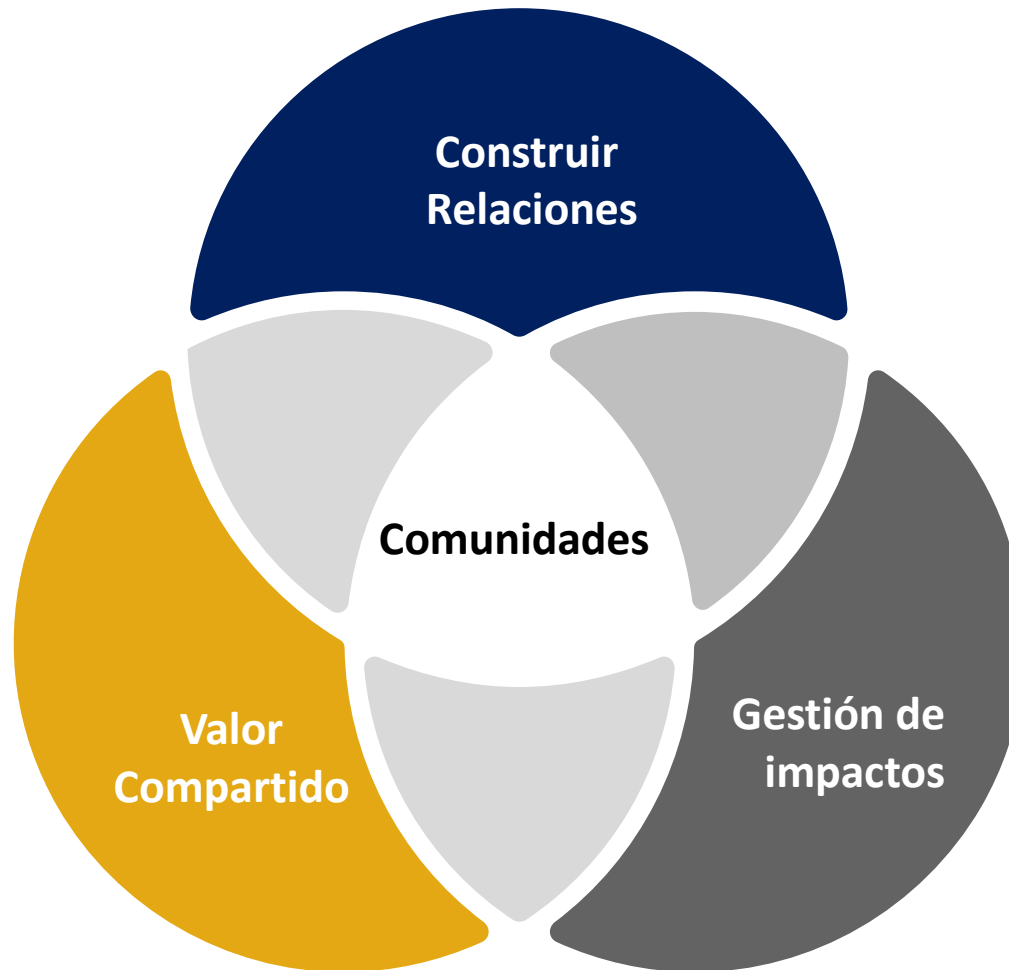 Construir
Relaciones
Comunidades
Valor
Compartido
Gestión de
impactos